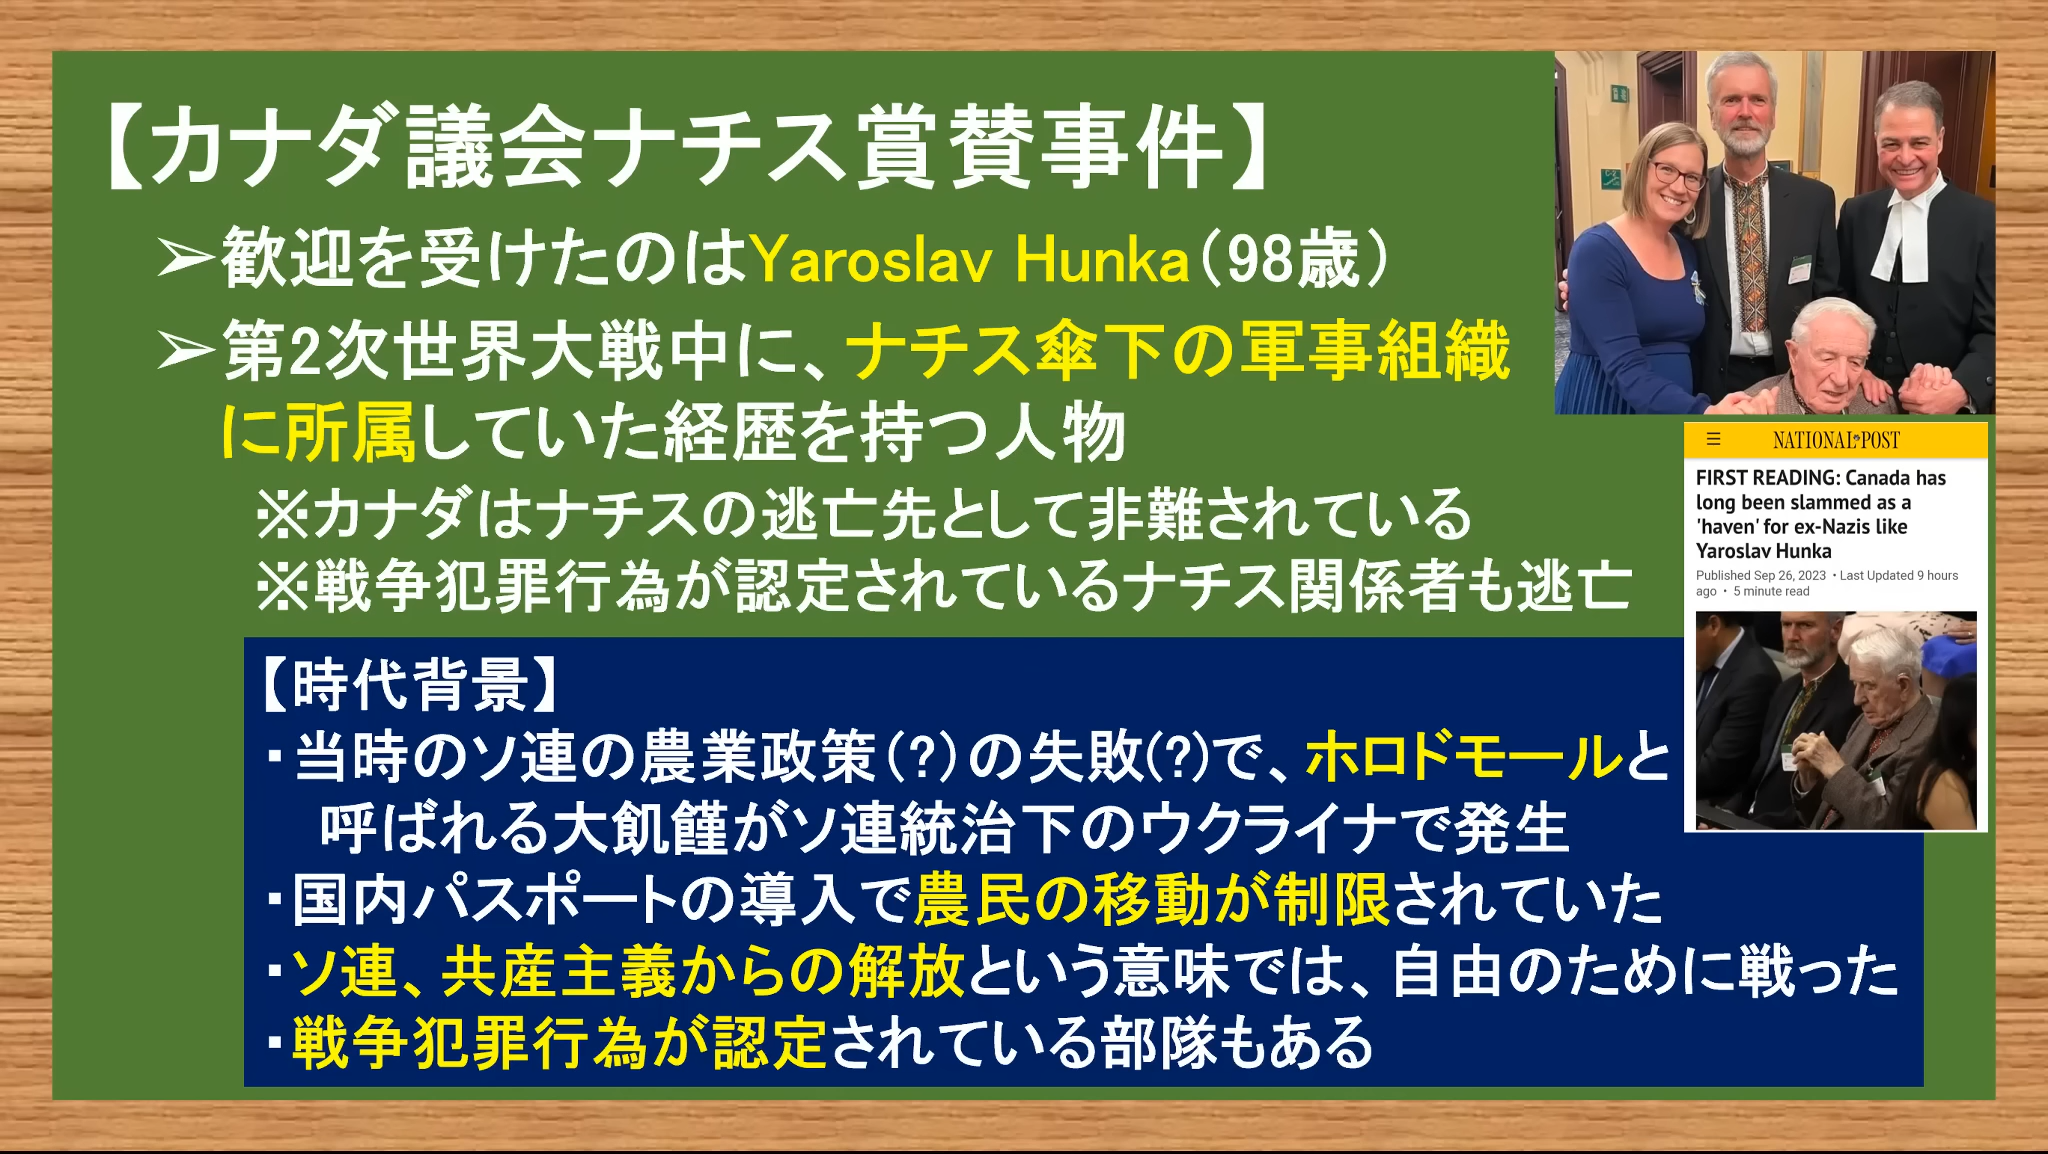 【カナダ議会ナチス賞賛事件】
➢歓迎を受けたのはYaroslav Hunka（98歳）
➢第2次世界大戦中に、ナチス傘下の軍事組織
に所属していた経歴を持つ人物
※カナダはナチスの逃亡先として非難されている
※戦争犯罪行為が認定されているナチス関係者も逃亡
NATIONAL POST
FIRST READING: Canada has
long been slammed as a
'haven' for ex-Nazis like
Yaroslav Hunka
Published Sep 26, 2023 • Last Updated 9 hours
ago • 5 minute read
【時代背景】
・当時のソ連の農業政策（?）の失敗(?)で、ホロドモールと
呼ばれる大飢饉がソ連統治下のウクライナで発生
・国内パスポートの導入で農民の移動が制限されていた
・ソ連、共産主義からの解放という意味では、自由のために戦った
・戦争犯罪行為が認定されている部隊もある